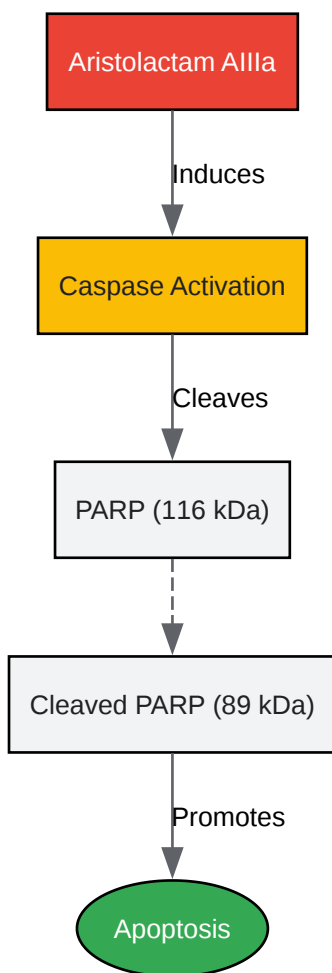 Aristolactam AIIIa
Induces
Caspase Activation
Cleaves
PARP (116 kDa)
Cleaved PARP (89 kDa)
Promotes
Apoptosis